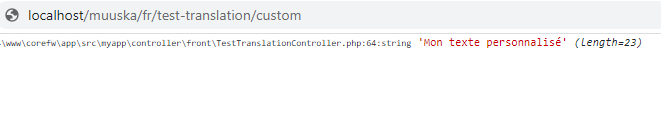 localhost/muuska/fr/test-translation/custom
\www\corefw\app\src\myapp\controller\front\TestTranslationController.php:64:string 'Mon texte personnalisé' (length=23)